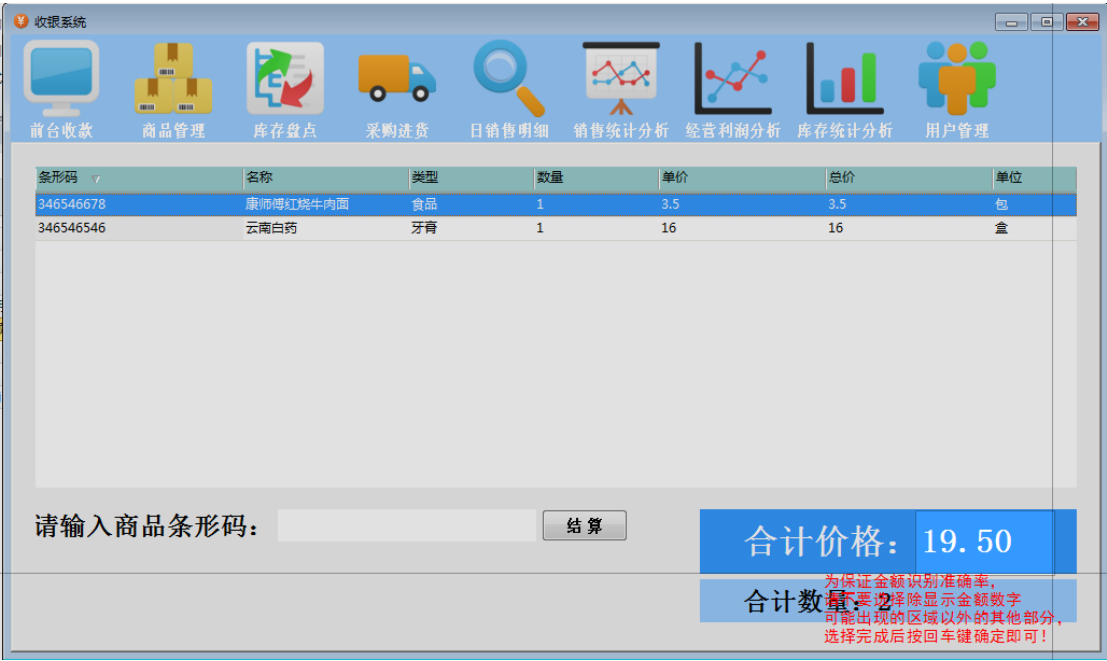 收银系统
前台收款 商品管理 库存盘点 采购进货 日销售明细 销售统计分析 经营利润分析 库存统计分析 用户管理
条形码 名称 类型 数量 单价 总价 单位
346546678 康师傅红烧牛肉面 食品 1 3.5 3.5 包
346546546 云南白药 牙膏 1 16 16 盒
请输入商品条形码： 结算
合计价格：19.50
合计数量：2
为保证金额识别准确率，
请不要选择除显示金额数字
可能出现的区域以外的其他部分，
选择完成后按回车键确定即可！